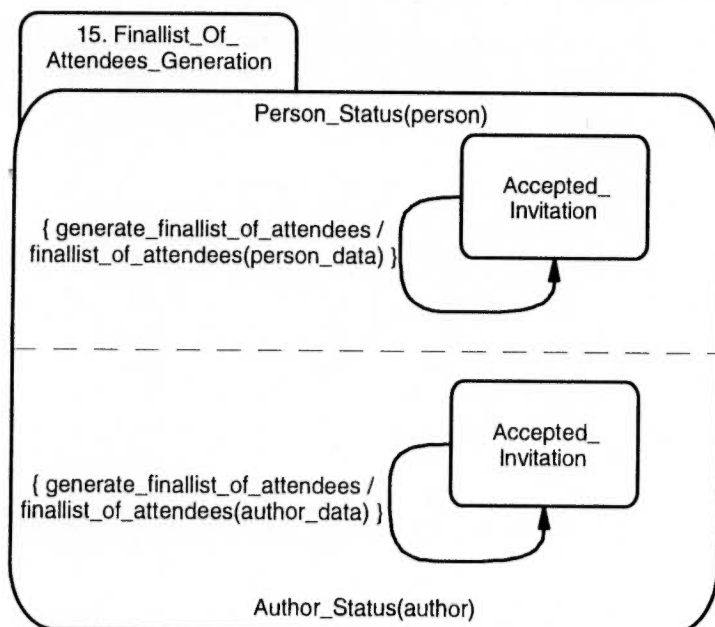 15. Finallist_Of_
Attendees_Generation
Person_Status(person)
Accepted_
Invitation
{ generate_finallist_of_attendees /
finallist_of_attendees(person_data) }
Accepted_
Invitation
{ generate_finallist_of_attendees /
finallist_of_attendees(author_data) }
Author_Status(author)